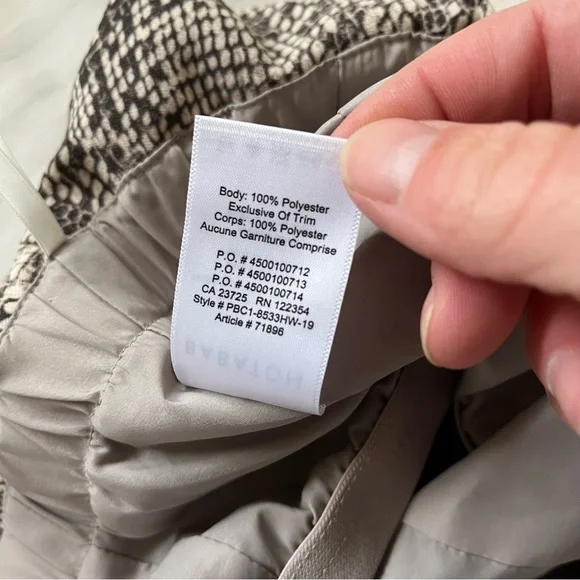 Body: 100% Polyester
Exclusive Of Trim
Corps: 100% Polyester
Aucune Garniture Comprise
P.O. # 4500100712
P.O. # 4500100713
P.O. # 4500100714
CA 23725 RN 122354
Style # PBC1-8533HW-19
Article # 71896